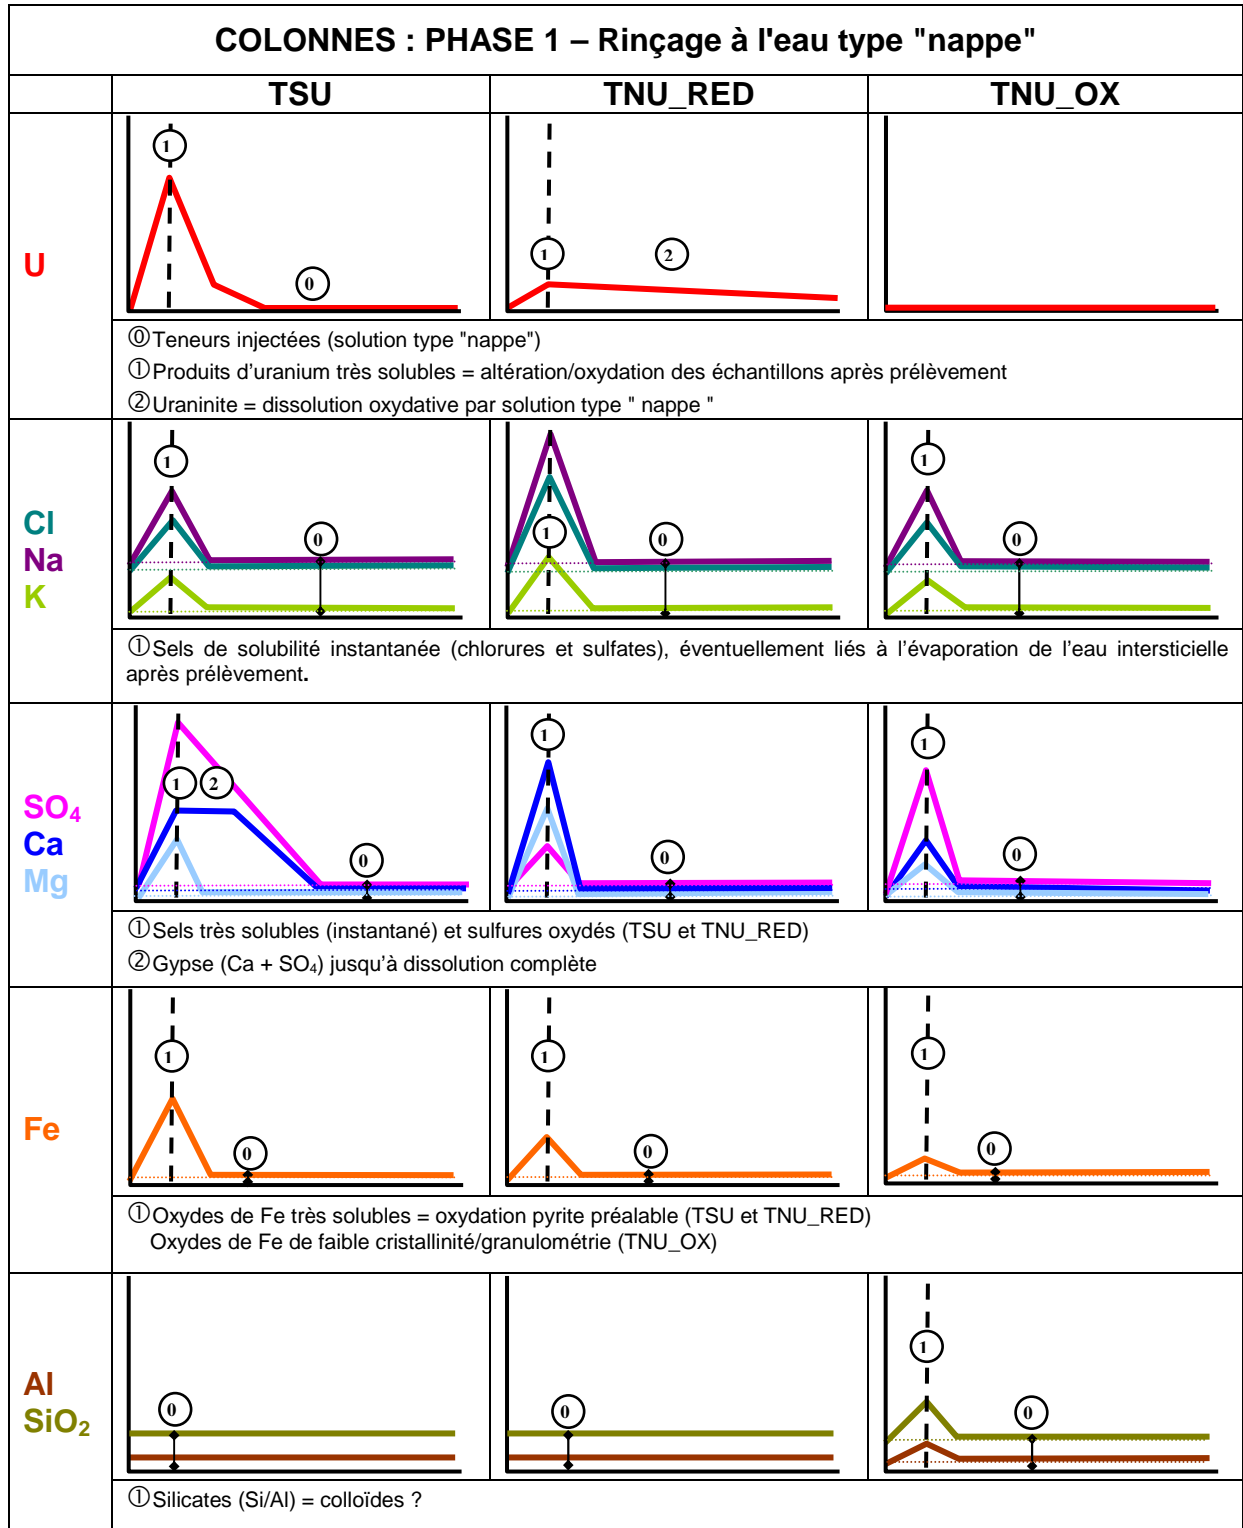 COLONNES : PHASE 1 – Rinçage à l'eau type "nappe"
TSU TNU_RED TNU_OX
U
1
0
1
2
⓪Teneurs injectées (solution type "nappe")
①Produits d'uranium très solubles = altération/oxydation des échantillons après prélèvement
②Uraninite = dissolution oxydative par solution type " nappe "
Cl
Na
K
1
0
1
1
0
1
0
①Sels de solubilité instantanée (chlorures et sulfates), éventuellement liés à l'évaporation de l'eau intersticielle
après prélèvement.
SO₄
Ca
Mg
1
2
0
1
0
1
0
①Sels très solubles (instantané) et sulfures oxydés (TSU et TNU_RED)
②Gypse (Ca + SO₄) jusqu'à dissolution complète
Fe
1
0
1
0
1
0
①Oxydes de Fe très solubles = oxydation pyrite préalable (TSU et TNU_RED)
Oxydes de Fe de faible cristallinité/granulométrie (TNU_OX)
Al
SiO₂
0
0
1
0
①Silicates (Si/Al) = colloïdes ?